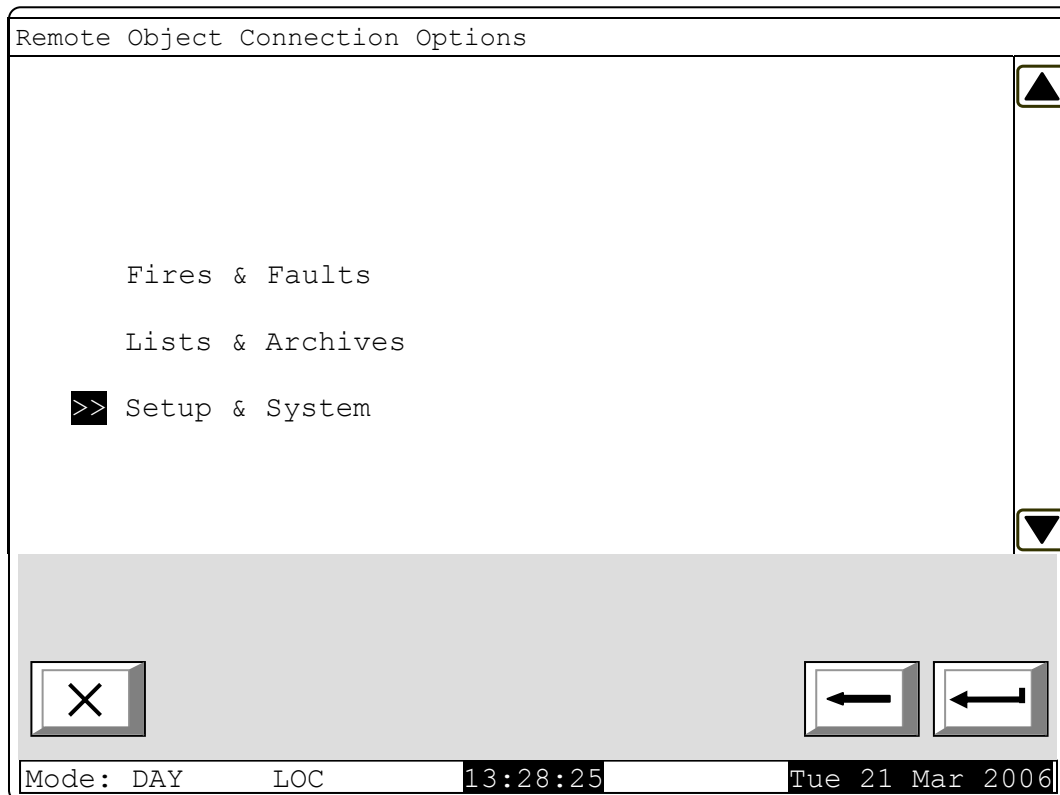 Remote Object Connection Options
Fires & Faults
Lists & Archives
>> Setup & System
Mode: DAY LOC 13:28:25 Tue 21 Mar 2006